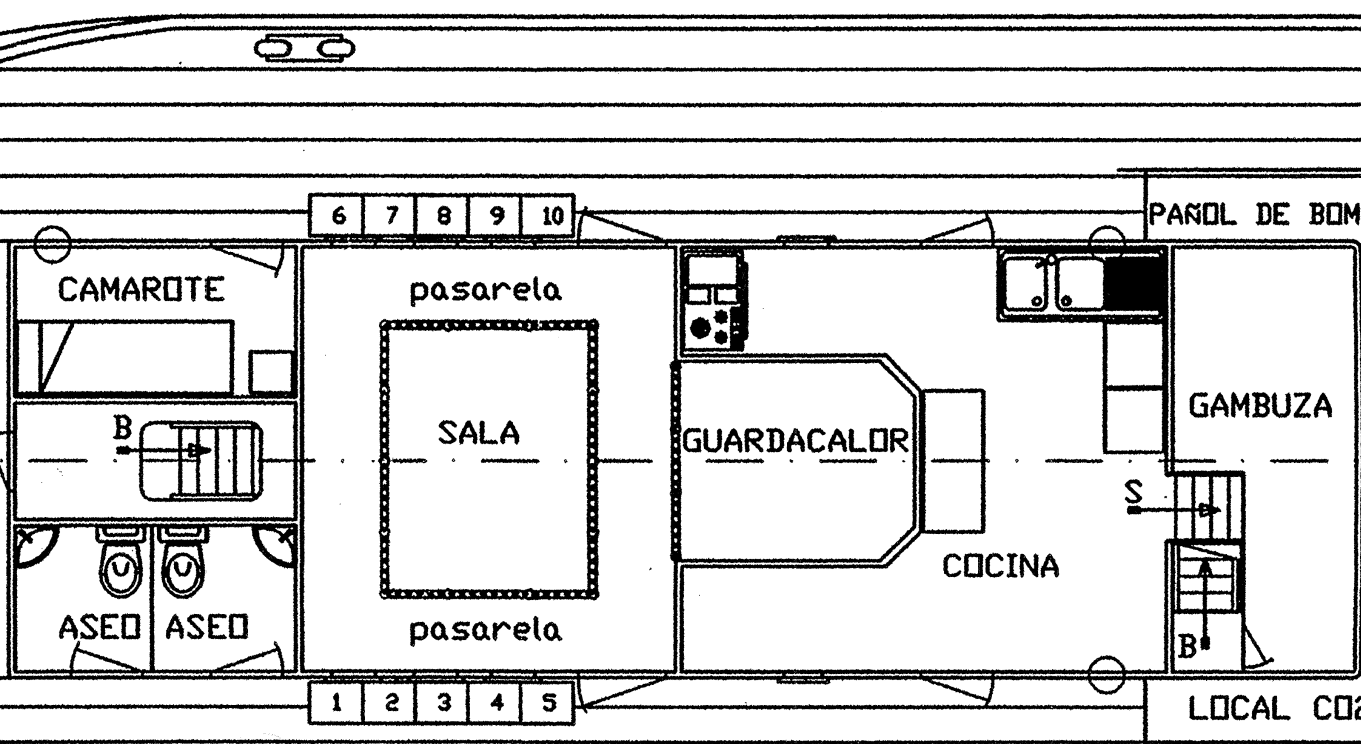 PAÑOL DE BOM
6 7 8 9 10
CAMAROTE
pasarela
GAMBUZA
B
SALA
GUARDACALOR
S
COCINA
ASEO
ASEO
pasarela
B
1 2 3 4 5
LOCAL CO2